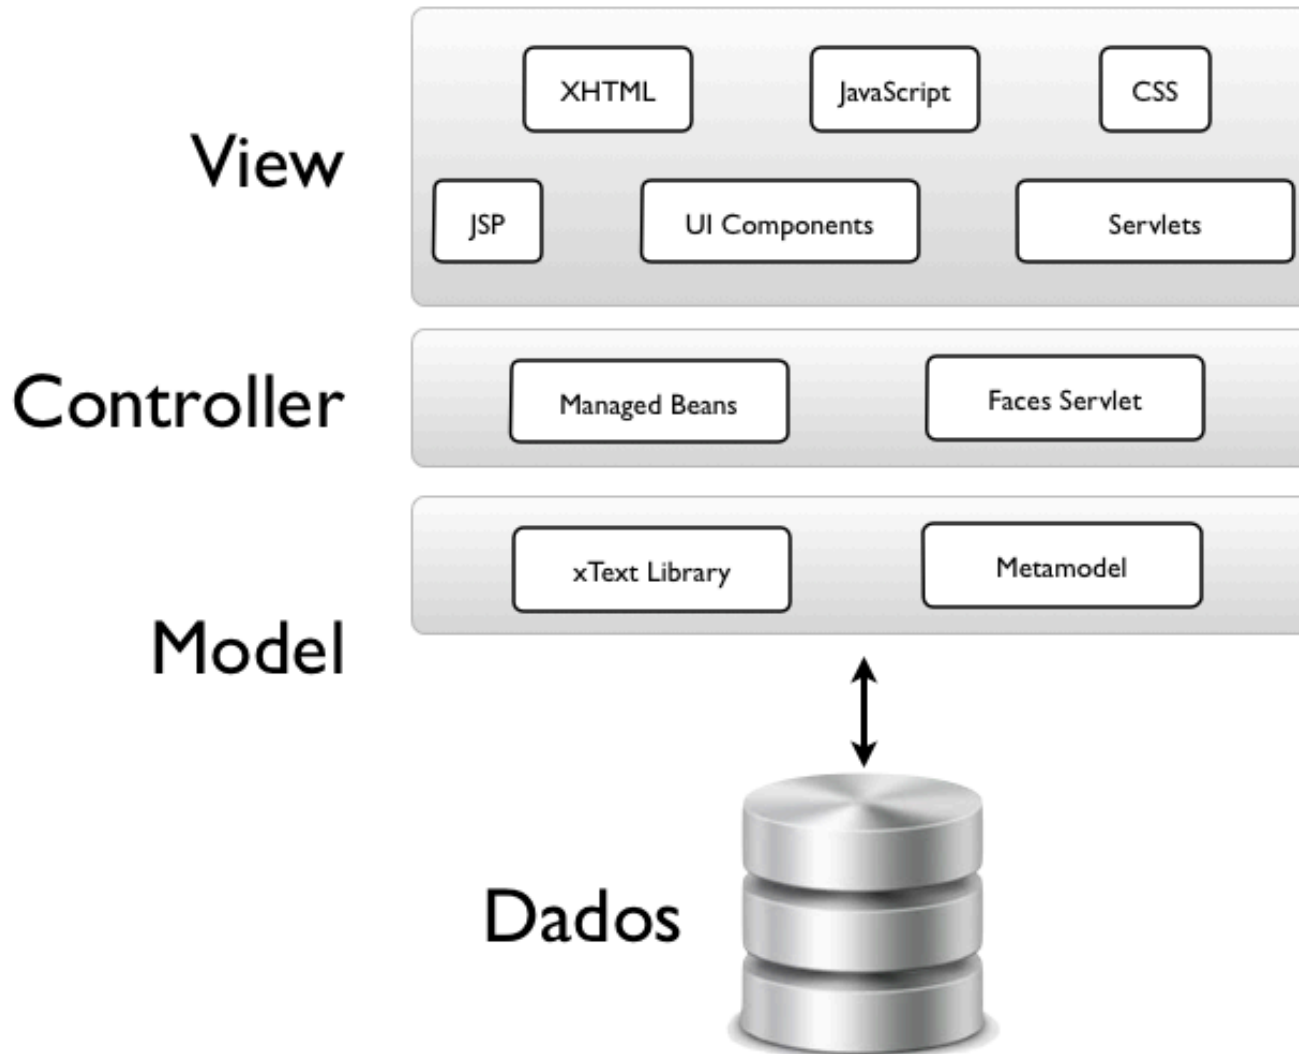 XHTML
JavaScript
CSS
View
JSP
UI Components
Servlets
Controller
Managed Beans
Faces Servlet
xText Library
Metamodel
Model
Dados